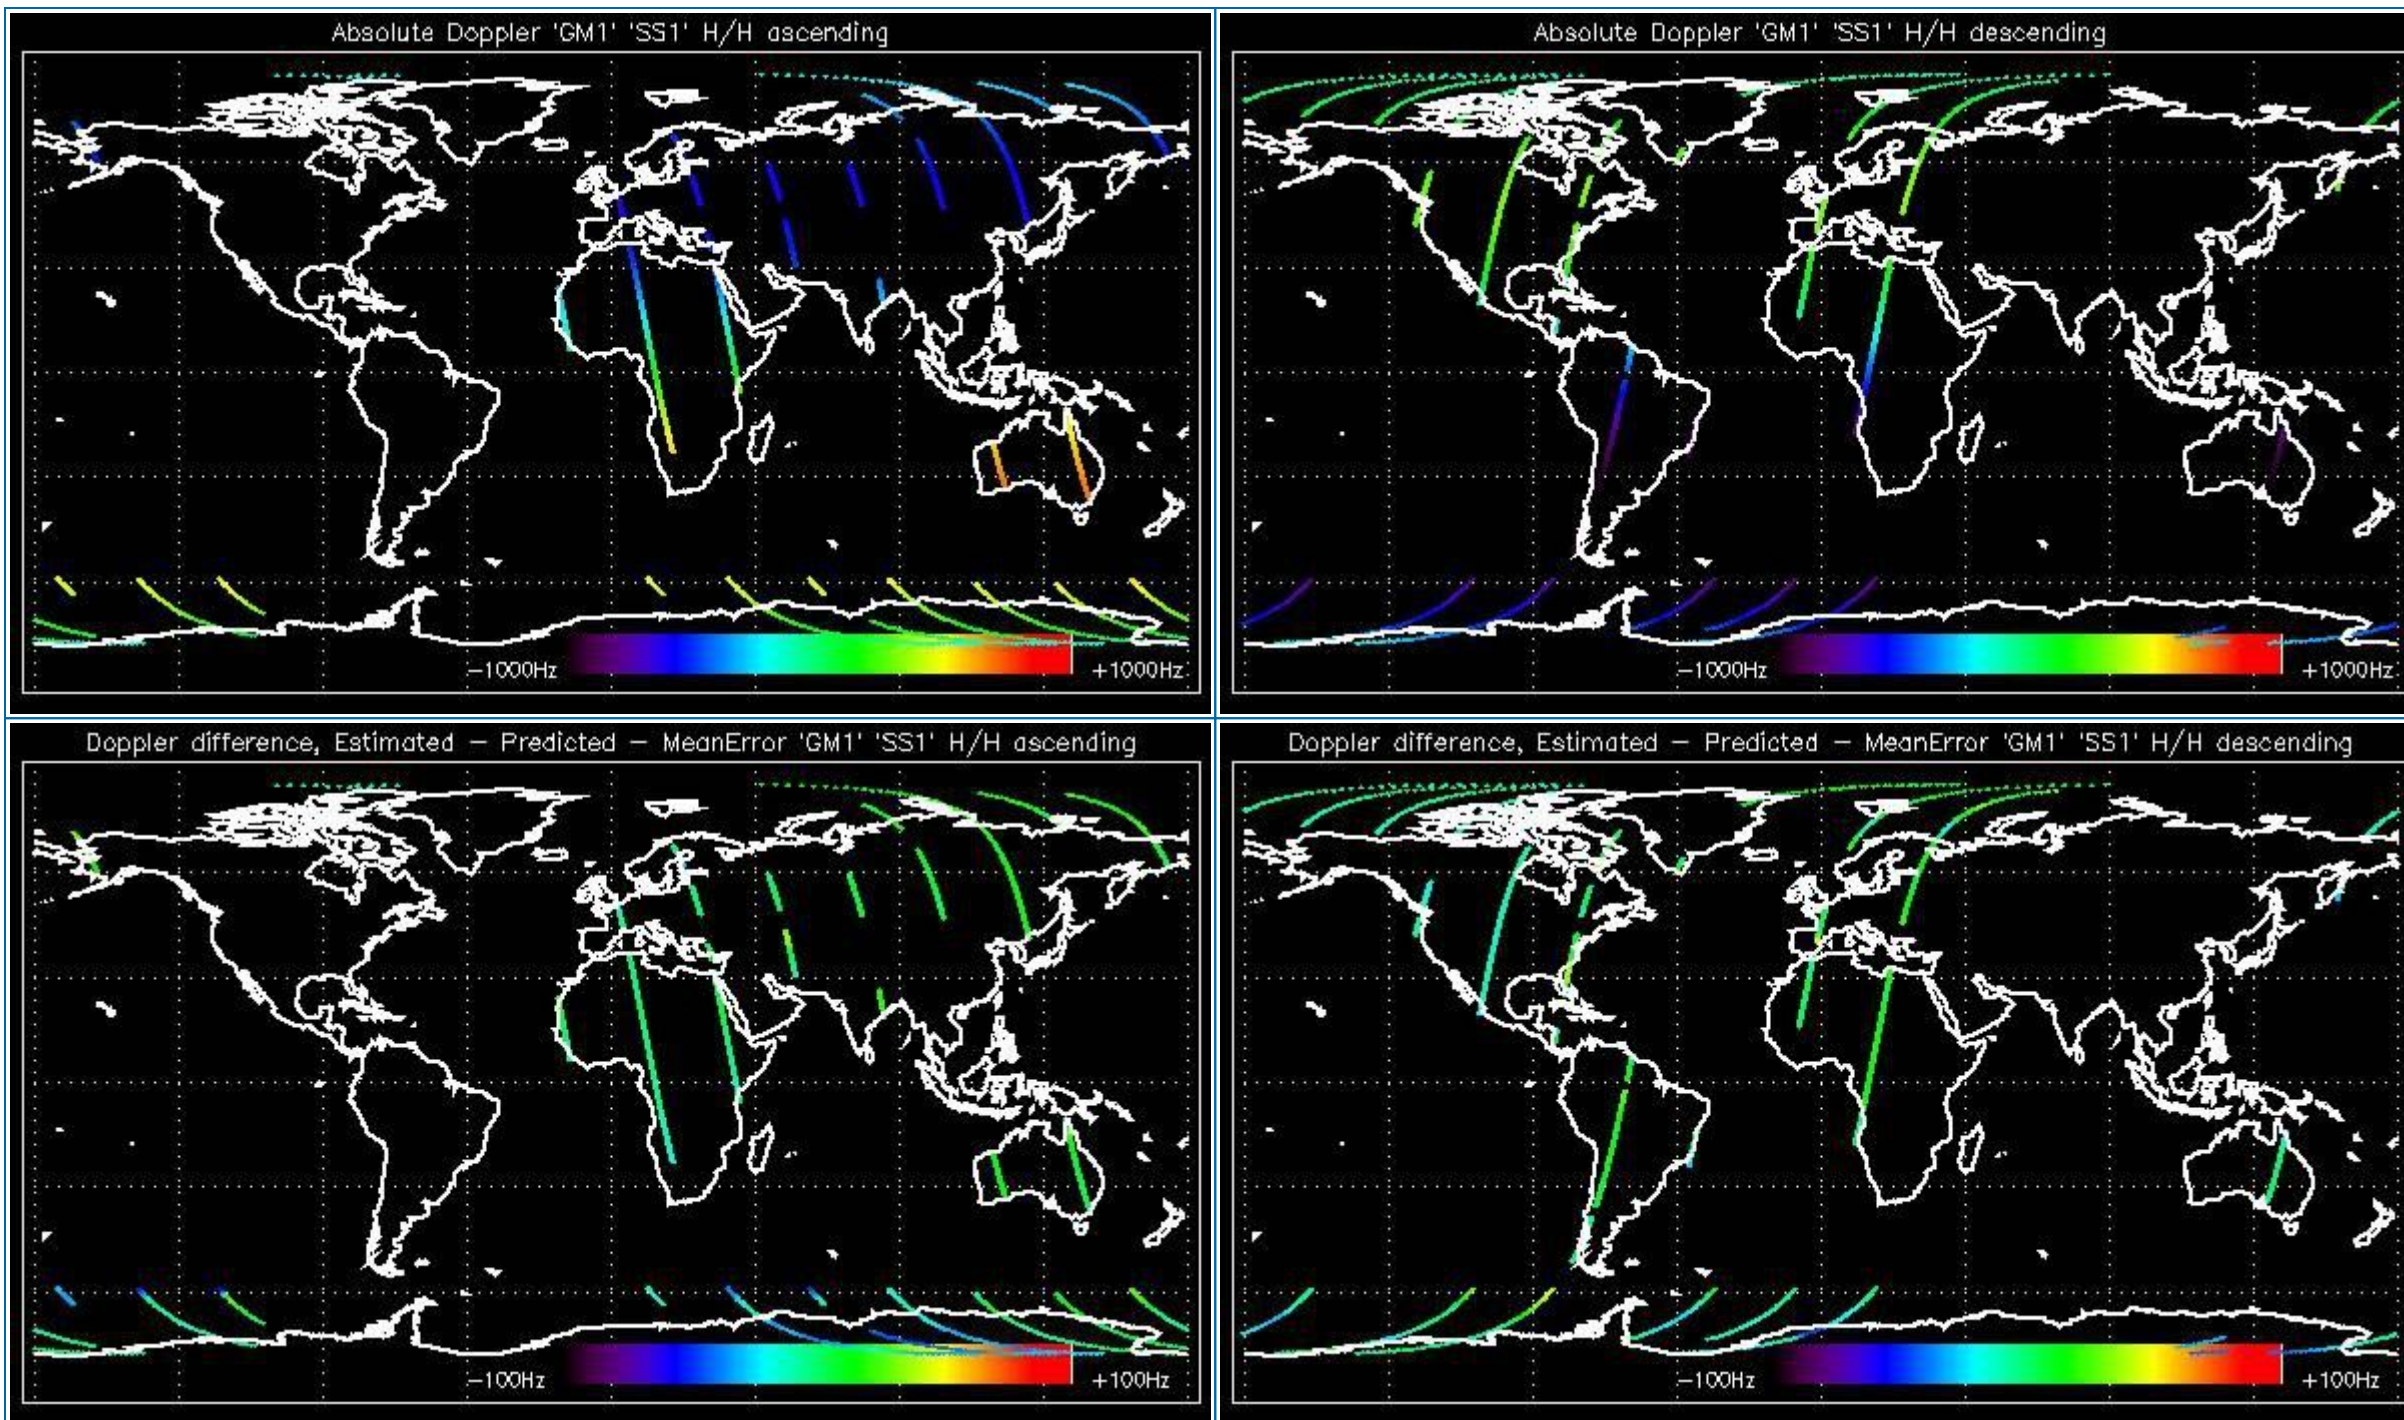 Absolute Doppler 'GM1' 'SS1' H/H ascending
-1000Hz
+1000Hz
Absolute Doppler 'GM1' 'SS1' H/H descending
-1000Hz
+1000Hz
Doppler difference, Estimated - Predicted - MeanError 'GM1' 'SS1' H/H ascending
-100Hz
+100Hz
Doppler difference, Estimated - Predicted - MeanError 'GM1' 'SS1' H/H descending
-100Hz
+100Hz